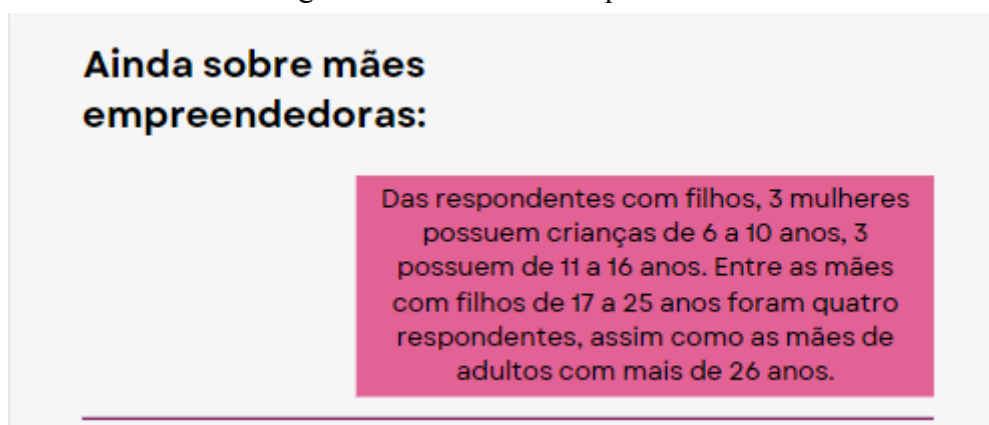 Ainda sobre mães
empreendedoras:
Das respondentes com filhos, 3 mulheres
possuem crianças de 6 a 10 anos, 3
possuem de 11 a 16 anos. Entre as mães
com filhos de 17 a 25 anos foram quatro
respondentes, assim como as mães de
adultos com mais de 26 anos.